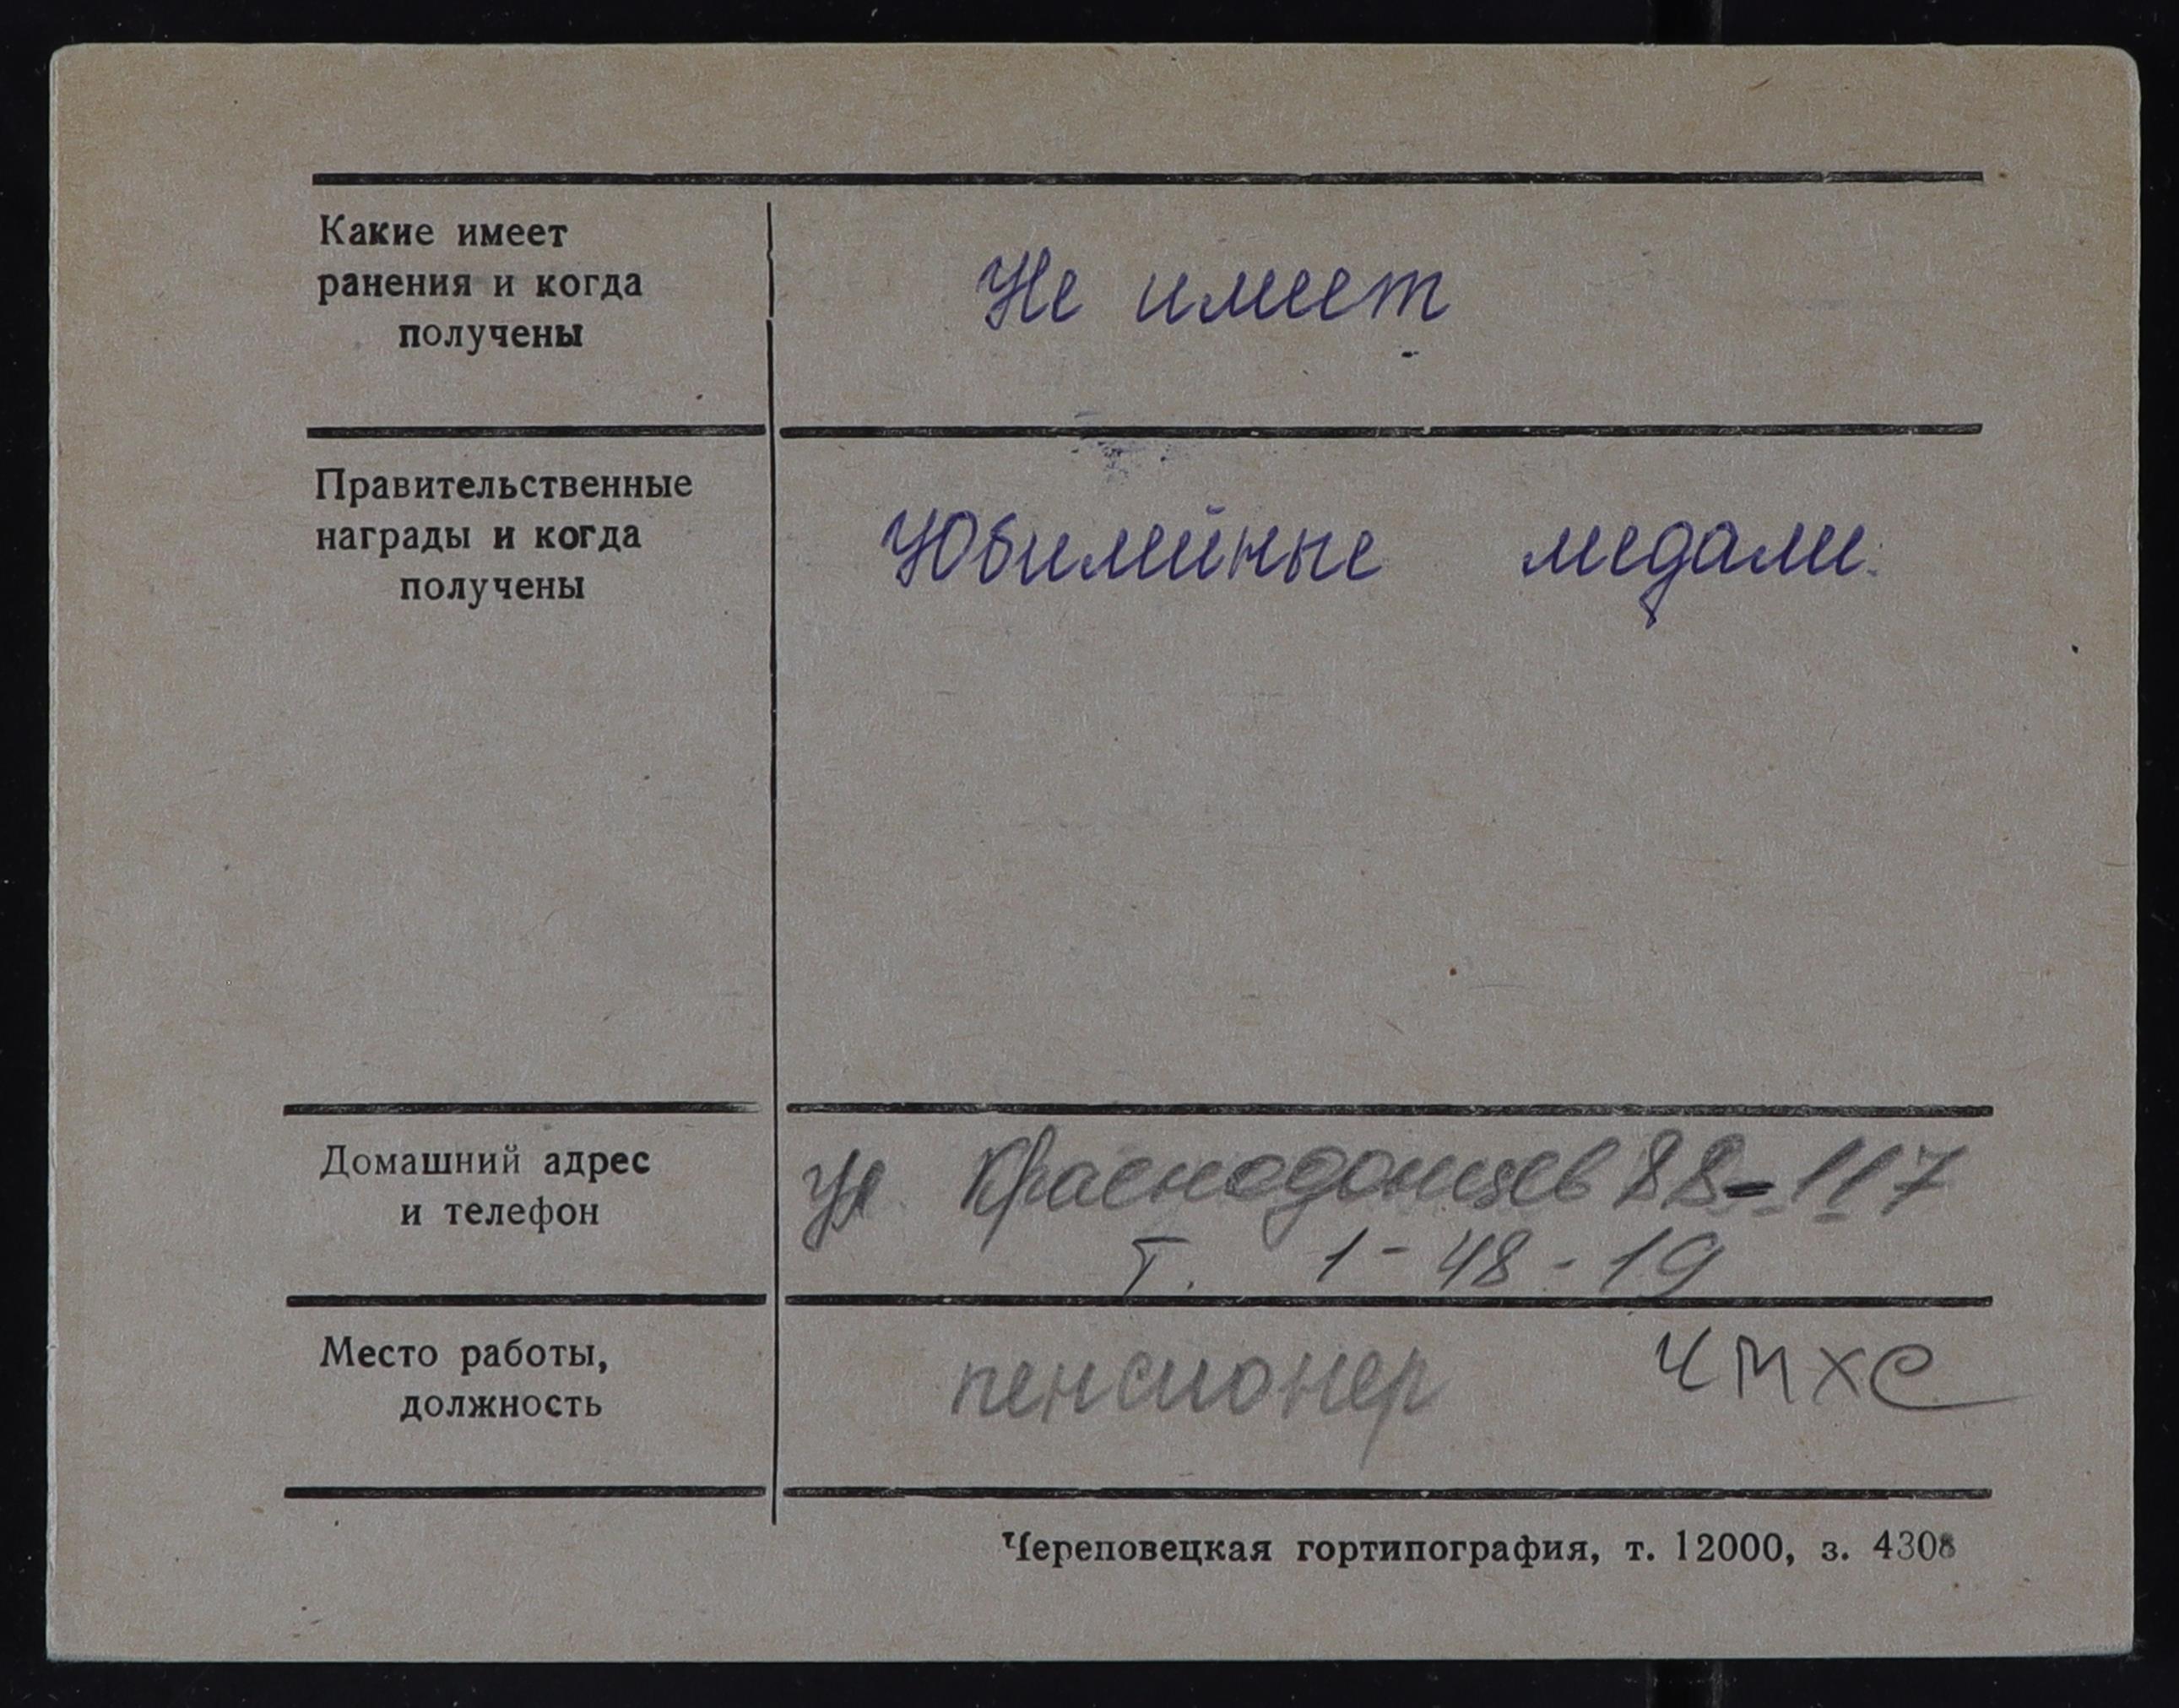 Какие имеет
ранения и когда
получены
Не имеет
Правительственные
награды и когда
получены
Юбилейные медали.
Домашний адрес
и телефон
ул. Краснодонцев 88-117
т. 1-48-19
Место работы,
должность
пенсионер ЧМХС
Череповецкая гортипография, т. 12000, з. 4308